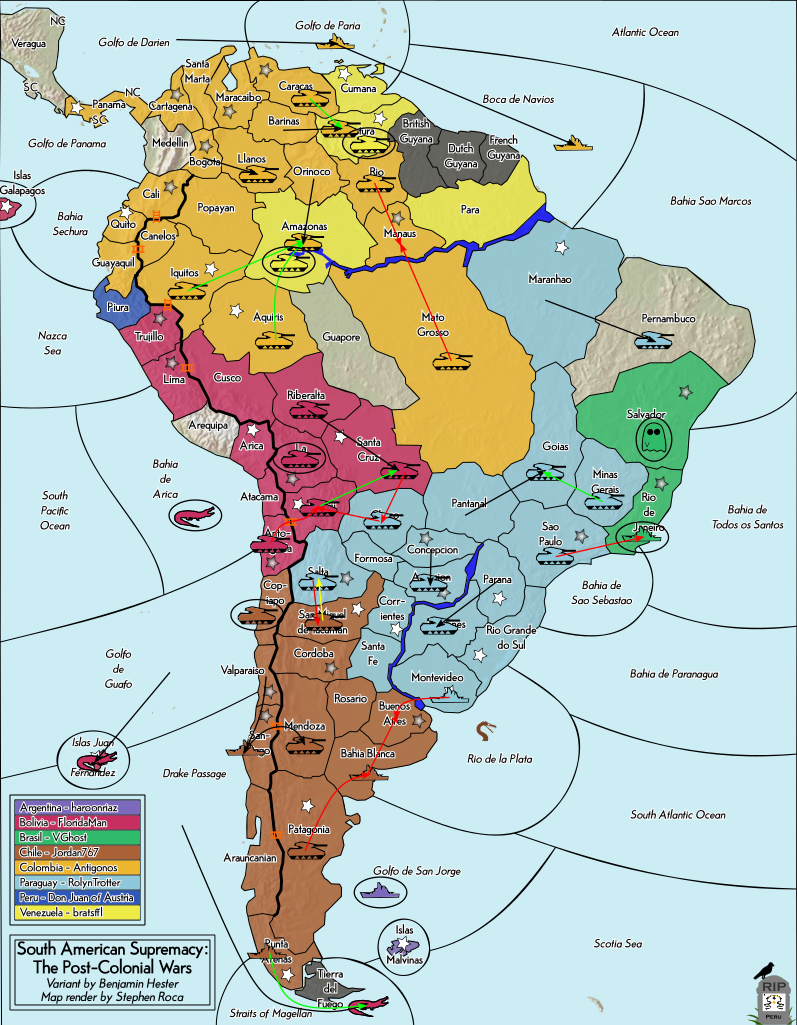 NC
Veragua
SC
Golfo de Darien
Golfo de Paria
Atlantic Ocean
Santa
Marta
NC
Panama
SC
Cartagena
Maracaibo
Caracas
Cumana
Boca de Navios
Barinas
Golfo de Panama
Medellin
Bogota
Llanos
British
Guyana
Dutch
Guyana
French
Guyana
Islas
Galapagos
Cali
Orinoco
Rio
Bahia
Sechura
Quito
Popayan
Para
Bahia Sao Marcos
Canelos
Amazonas
Manaus
Guayaquil
Iquitos
Maranhao
Piura
Aquiris
Mato
Grosso
Pernambuco
Nazca
Sea
Trujillo
Guapore
Lima
Cusco
Riberalta
Salvador
Arequipa
Arica
La
Santa
Cruz
Goias
Bahia
de
Arica
Minas
Gerais
South
Pacific
Ocean
Atacama
Pantanal
Rio
de
Janeiro
Bahia de
Todos os Santos
Sao
Paulo
Anto-
Formosa
Concepcion
Salta
Parana
Bahia de
Sao Sebastao
Cop-
iapo
Corr-
ientes
San Miguel
de Tucuman
Rio Grande
do Sul
Golfo
de
Guafo
Cordoba
Santa
Fe
Valparaiso
Montevideo
Bahia de Paranagua
Rosario
Buenos
Aires
Mendoza
Islas Juan
Fernandez
Bahia Blanca
Rio de la Plata
Drake Passage
Argentina - haroonriaz
Bolivia - FloridaMan
Brasil - VGhost
Chile - Jordan767
Colombia - Antigonos
Paraguay - RolynTrotter
Peru - Don Juan of Austria
Venezuela - bratsffl
Patagonia
South Atlantic Ocean
Araucanian
Golfo de San Jorge
Islas
Malvinas
South American Supremacy:
The Post-Colonial Wars
Variant by Benjamin Hester
Map render by Stephen Roca
Punta
Arenas
Scotia Sea
Tierra
del
Fuego
Straits of Magellan
RIP
PERU